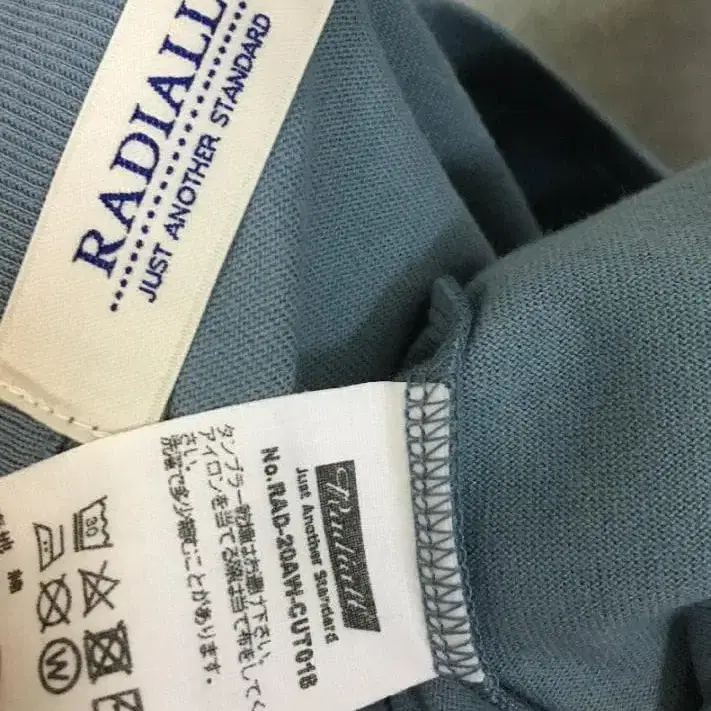 RADIALL
JUST ANOTHER STANDARD
Radiall
Just Another Standard
No.RAD-20AW-CUT018
タンブラー乾燥はお避け下さい。
アイロンを当てる際は当て布をしてく
ださい。
洗濯で多少縮むことがあります。
30
W
綿